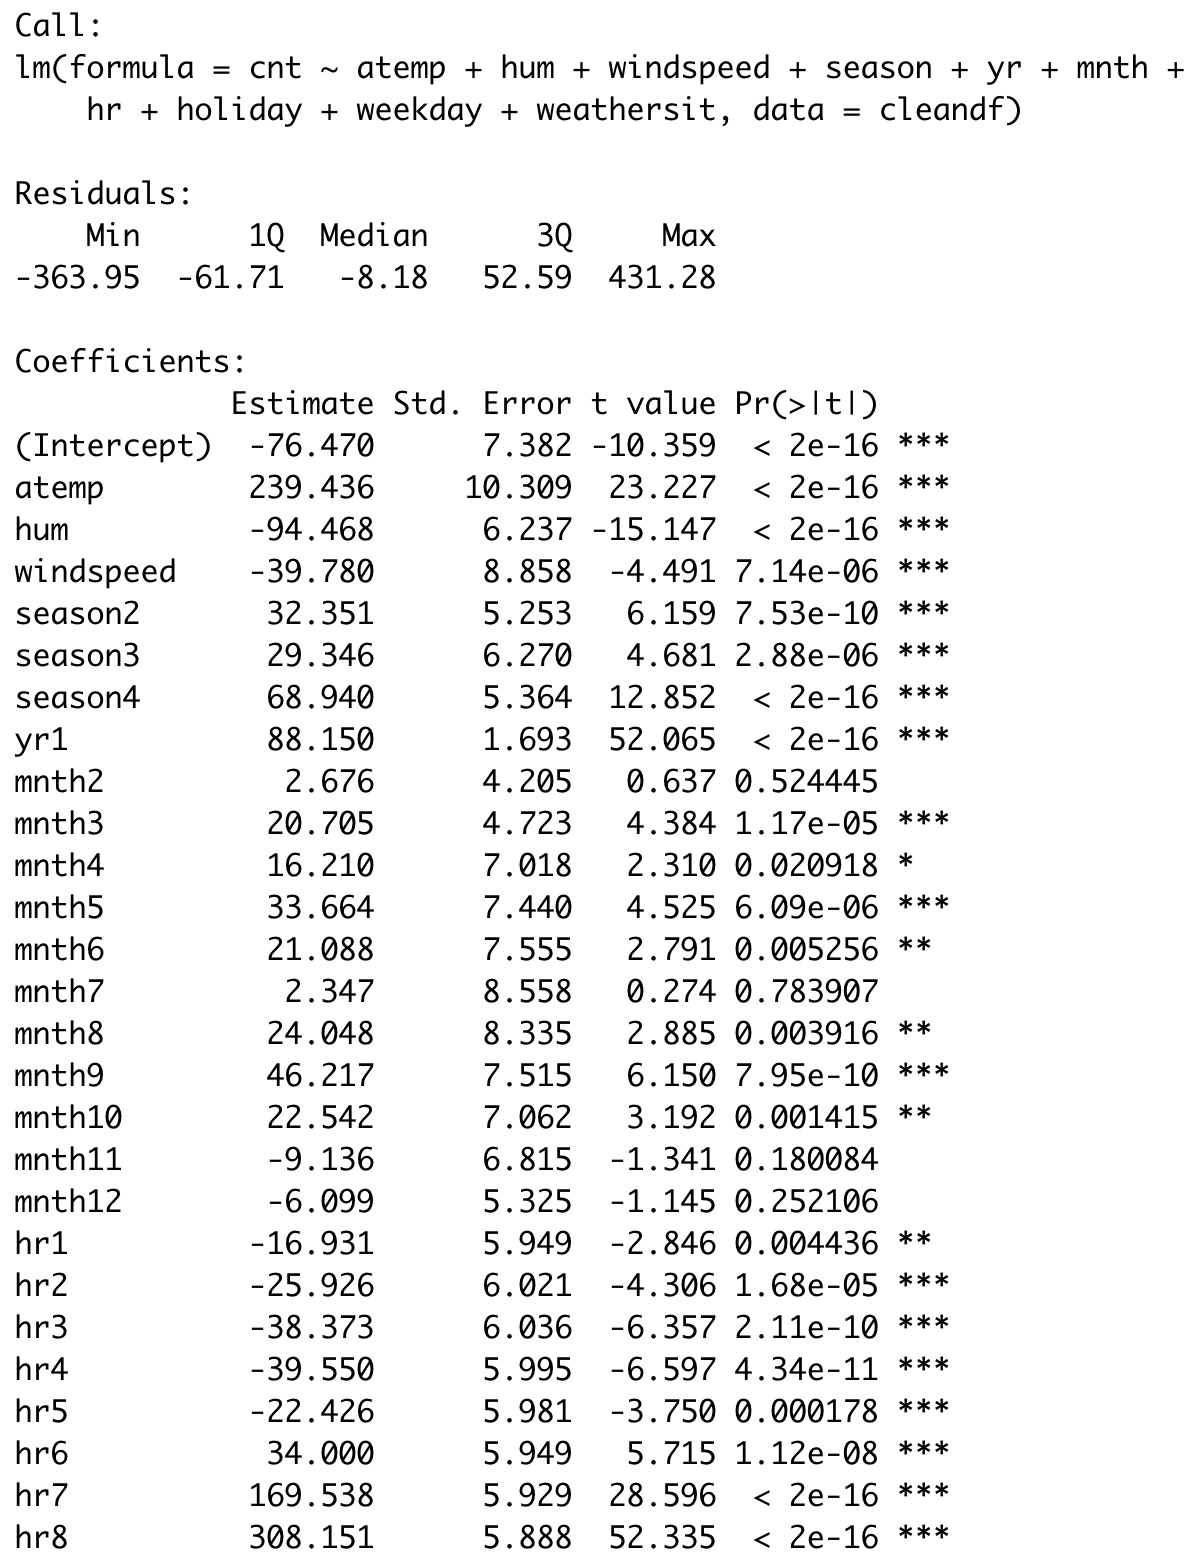 Call:
lm(formula = cnt ~ atemp + hum + windspeed + season + yr + mnth +
    hr + holiday + weekday + weathersit, data = cleandf)

Residuals:
    Min      1Q  Median      3Q     Max
-363.95  -61.71   -8.18   52.59  431.28

Coefficients:
            Estimate Std. Error t value Pr(>|t|)
(Intercept)  -76.470      7.382 -10.359  < 2e-16 ***
atemp        239.436     10.309  23.227  < 2e-16 ***
hum          -94.468      6.237 -15.147  < 2e-16 ***
windspeed    -39.780      8.858  -4.491 7.14e-06 ***
season2       32.351      5.253   6.159 7.53e-10 ***
season3       29.346      6.270   4.681 2.88e-06 ***
season4       68.940      5.364  12.852  < 2e-16 ***
yr1           88.150      1.693  52.065  < 2e-16 ***
mnth2          2.676      4.205   0.637 0.524445
mnth3         20.705      4.723   4.384 1.17e-05 ***
mnth4         16.210      7.018   2.310 0.020918 *
mnth5         33.664      7.440   4.525 6.09e-06 ***
mnth6         21.088      7.555   2.791 0.005256 **
mnth7          2.347      8.558   0.274 0.783907
mnth8         24.048      8.335   2.885 0.003916 **
mnth9         46.217      7.515   6.150 7.95e-10 ***
mnth10        22.542      7.062   3.192 0.001415 **
mnth11        -9.136      6.815  -1.341 0.180084
mnth12        -6.099      5.325  -1.145 0.252106
hr1          -16.931      5.949  -2.846 0.004436 **
hr2          -25.926      6.021  -4.306 1.68e-05 ***
hr3          -38.373      6.036  -6.357 2.11e-10 ***
hr4          -39.550      5.995  -6.597 4.34e-11 ***
hr5          -22.426      5.981  -3.750 0.000178 ***
hr6           34.000      5.949   5.715 1.12e-08 ***
hr7          169.538      5.929  28.596  < 2e-16 ***
hr8          308.151      5.888  52.335  < 2e-16 ***